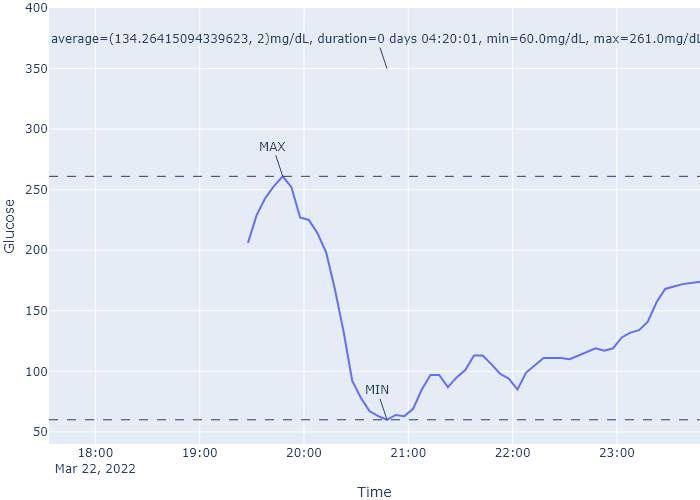 400
average=(134.26415094339623, 2)mg/dL, duration=0 days 04:20:01, min=60.0mg/dL, max=261.0mg/dL
350
300
MAX
250
Glucose
200
150
100
MIN
50
18:00 19:00 20:00 21:00 22:00 23:00
Mar 22, 2022
Time